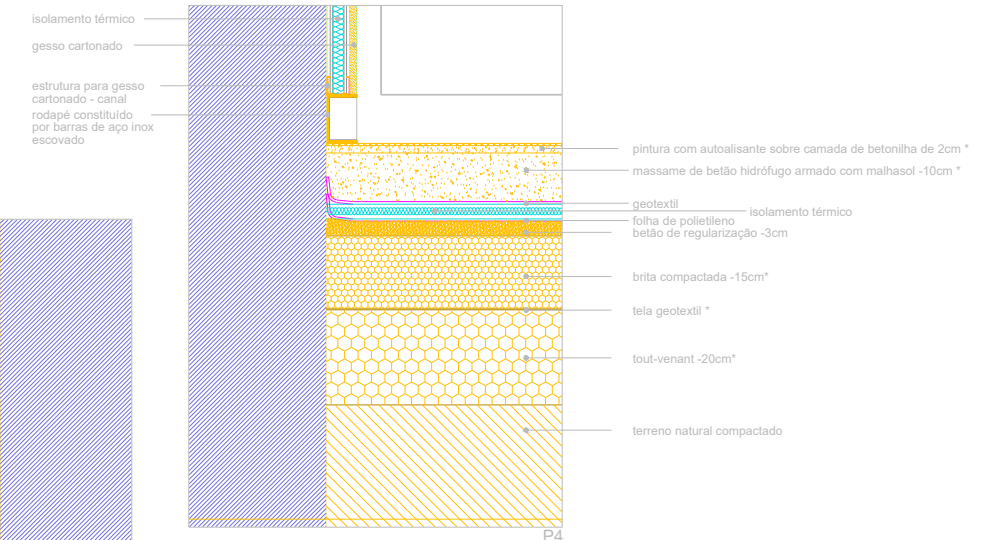 isolamento térmico
gesso cartonado
estrutura para gesso
cartonado - canal
rodapé constituído
por barras de aço inox
escovado
pintura com autoalisante sobre camada de betonilha de 2cm *
massame de betão hidrófugo armado com malhasol -10cm *
geotextil
isolamento térmico
folha de polietileno
betão de regularização -3cm
brita compactada -15cm*
tela geotextil *
tout-venant -20cm*
terreno natural compactado
P4